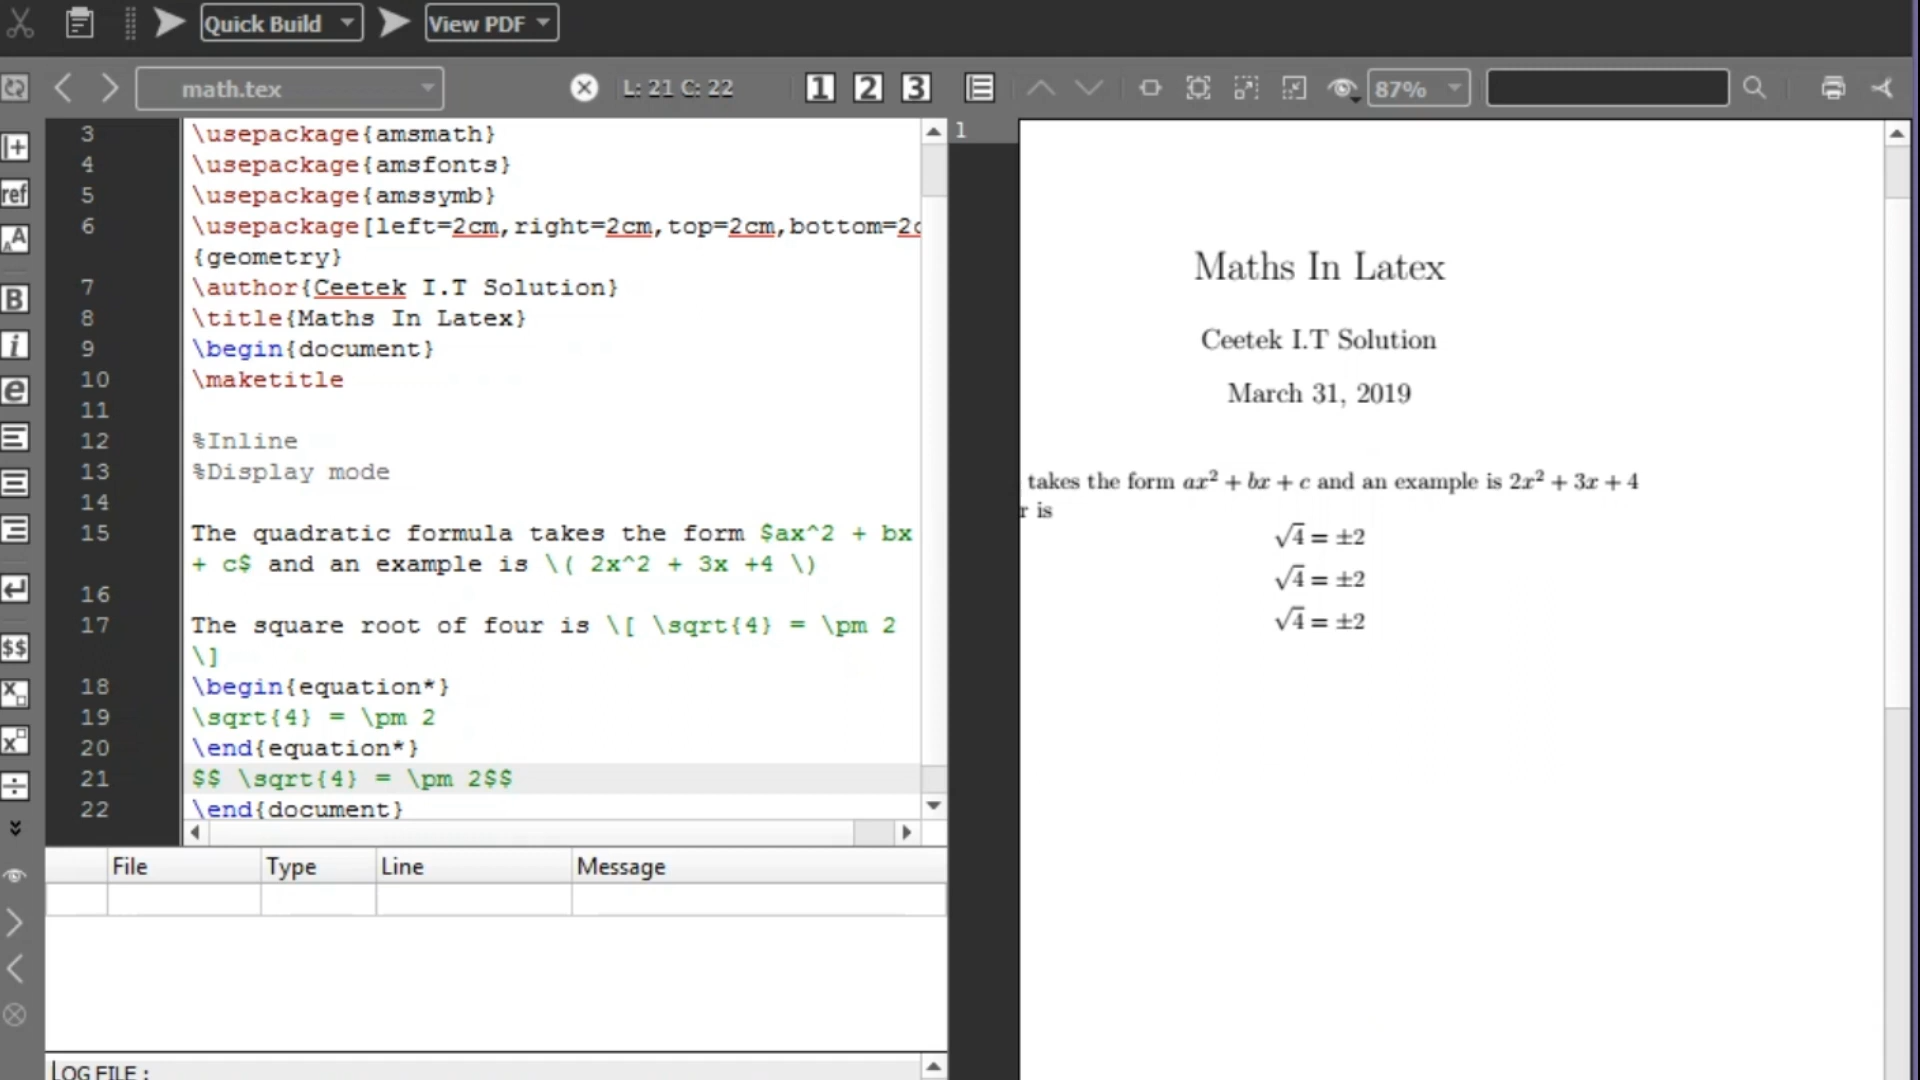 Quick Build View PDF
math.tex L: 21 C: 22 1 2 3 87%
3 \usepackage{amsmath}
4 \usepackage{amsfonts}
5 \usepackage{amssymb}
6 \usepackage[left=2cm,right=2cm,top=2cm,bottom=2c
{geometry}
7 \author{Ceetek I.T Solution}
8 \title{Maths In Latex}
9 \begin{document}
10 \maketitle
11
12 %Inline
13 %Display mode
14
15 The quadratic formula takes the form $ax^2 + bx
+ c$ and an example is \( 2x^2 + 3x +4 \)
16
17 The square root of four is \[ \sqrt{4} = \pm 2
\]
18 \begin{equation*}
19 \sqrt{4} = \pm 2
20 \end{equation*}
21 $$ \sqrt{4} = \pm 2$$
22 \end{document}
File Type Line Message
LOG FILE :
ref
B
i
e
$$
1
Maths In Latex
Ceetek I.T Solution
March 31, 2019
takes the form ax² + bx + c and an example is 2x² + 3x + 4
r is
√4 = ±2
√4 = ±2
√4 = ±2